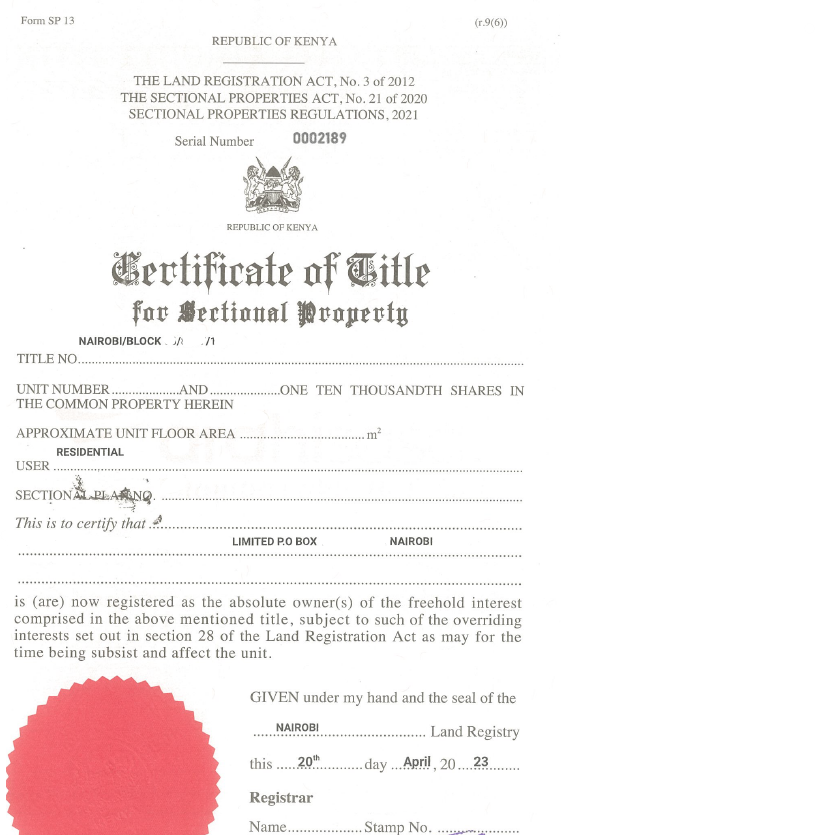 Form SP 13
(r.9(6))
REPUBLIC OF KENYA
THE LAND REGISTRATION ACT, No. 3 of 2012
THE SECTIONAL PROPERTIES ACT, No. 21 of 2020
SECTIONAL PROPERTIES REGULATIONS, 2021
Serial Number 0002189
REPUBLIC OF KENYA
Certificate of Title
for Sectional Property
NAIROBI/BLOCK / /1
TITLE NO.
UNIT NUMBER AND ONE TEN THOUSANDTH SHARES IN
THE COMMON PROPERTY HEREIN
APPROXIMATE UNIT FLOOR AREA m²
RESIDENTIAL
USER
SECTIONAL PLAN NO.
This is to certify that
LIMITED P.O BOX NAIROBI
is (are) now registered as the absolute owner(s) of the freehold interest
comprised in the above mentioned title, subject to such of the overriding
interests set out in section 28 of the Land Registration Act as may for the
time being subsist and affect the unit.
GIVEN under my hand and the seal of the
NAIROBI Land Registry
this 20th day April, 20 23
Registrar
Name Stamp No.